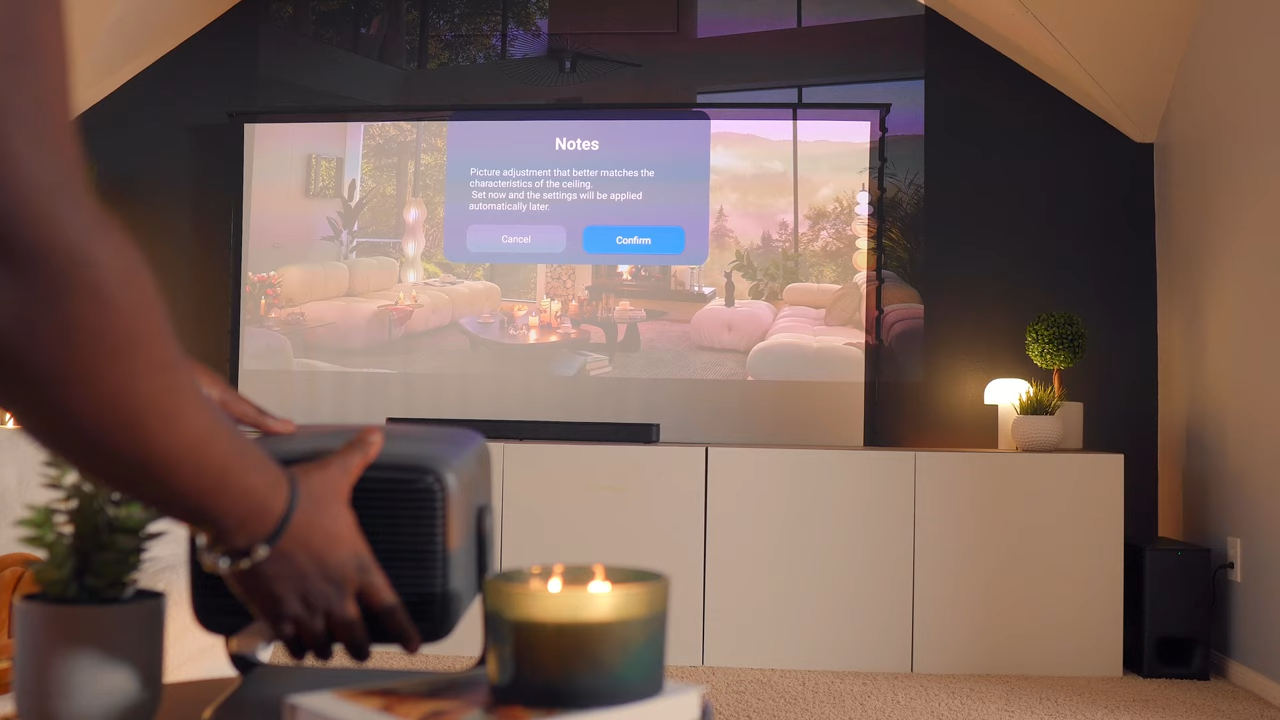 Notes
Picture adjustment that better matches the
characteristics of the ceiling.
Set now and the settings will be applied
automatically later.
Cancel
Confirm